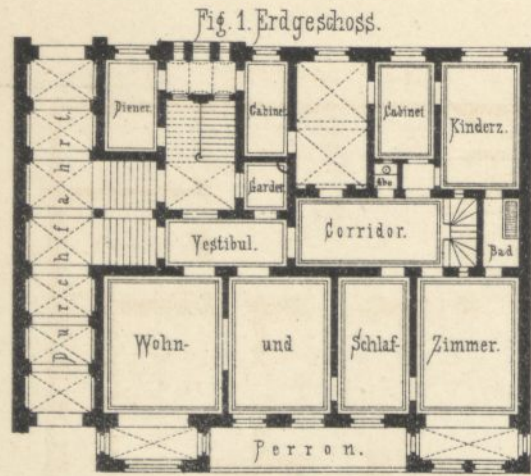 Fig. 1. Erdgeschoss.
Diener.
Cabinet
Cabinet
Kinderz.
Durchfahrt.
Garder.
Abo
Vestibul.
Corridor.
Bad
Wohn-
und
Schlaf-
Zimmer.
Perron.